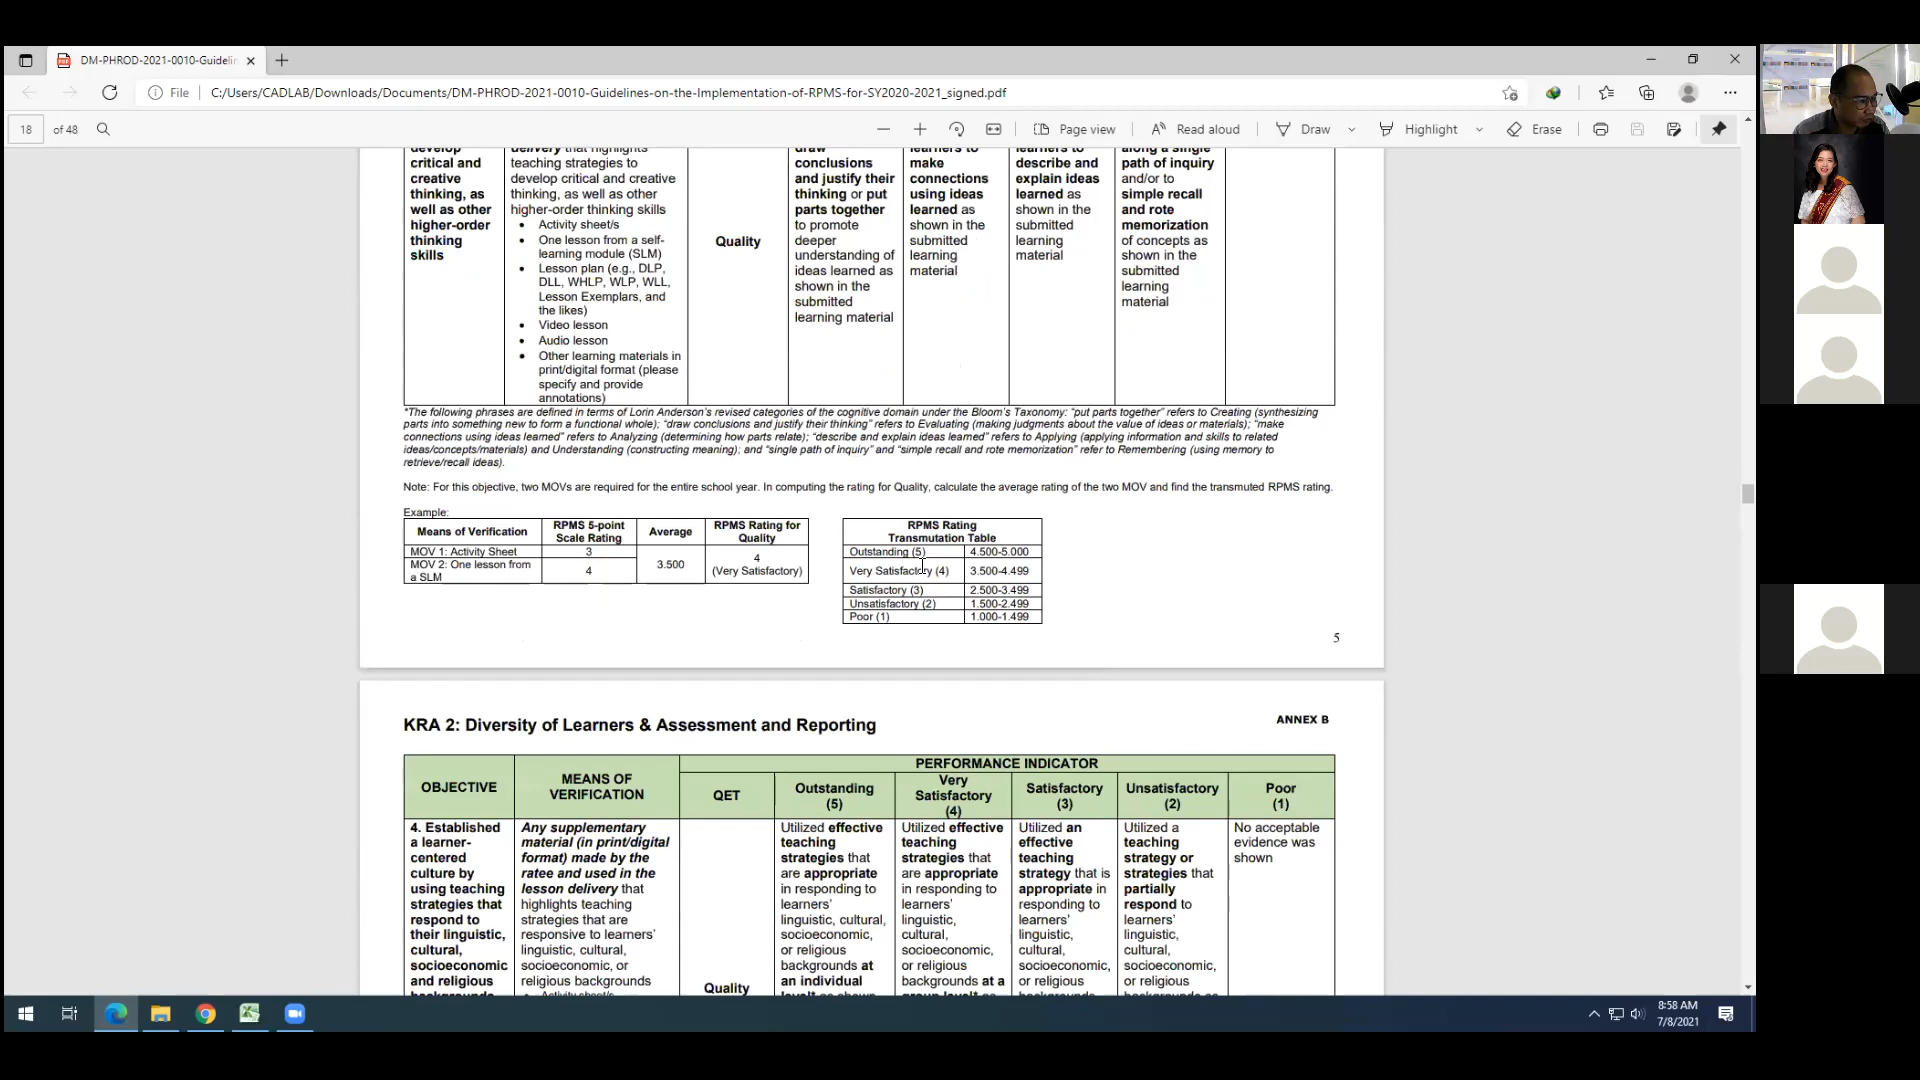 DM-PHROD-2021-0010-Guidelin
File
C:/Users/CADLAB/Downloads/Documents/DM-PHROD-2021-0010-Guidelines-on-the-Implementation-of-RPMS-for-SY2020-2021_signed.pdf
18 of 48
Page view
Read aloud
Draw
Highlight
Erase
develop
critical and
creative
thinking, as
well as other
higher-order
thinking
skills
delivery that highlights
teaching strategies to
develop critical and creative
thinking, as well as other
higher-order thinking skills
• Activity sheet/s
• One lesson from a self-
learning module (SLM)
• Lesson plan (e.g., DLP,
DLL, WHLP, WLP, WLL,
Lesson Exemplars, and
the likes)
• Video lesson
• Audio lesson
• Other learning materials in
print/digital format (please
specify and provide
annotations)
Quality
draw
conclusions
and justify their
thinking or put
parts together
to promote
deeper
understanding of
ideas learned as
shown in the
submitted
learning material
learners to
make
connections
using ideas
learned as
shown in the
submitted
learning
material
learners to
describe and
explain ideas
learned as
shown in the
submitted
learning
material
along a single
path of inquiry
and/or to
simple recall
and rote
memorization
of concepts as
shown in the
submitted
learning
material
*The following phrases are defined in terms of Lorin Anderson's revised categories of the cognitive domain under the Bloom's Taxonomy: "put parts together" refers to Creating (synthesizing
parts into something new to form a functional whole); "draw conclusions and justify their thinking" refers to Evaluating (making judgments about the value of ideas or materials); "make
connections using ideas learned" refers to Analyzing (determining how parts relate); "describe and explain ideas learned" refers to Applying (applying information and skills to related
ideas/concepts/materials) and Understanding (constructing meaning); and "single path of inquiry" and "simple recall and rote memorization" refer to Remembering (using memory to
retrieve/recall ideas).
Note: For this objective, two MOVs are required for the entire school year. In computing the rating for Quality, calculate the average rating of the two MOV and find the transmuted RPMS rating.
Example:
Means of Verification
RPMS 5-point
Scale Rating
Average
RPMS Rating for
Quality
MOV 1: Activity Sheet
3
MOV 2: One lesson from
a SLM
4
3.500
4
(Very Satisfactory)
RPMS Rating
Transmutation Table
Outstanding (5) 4.500-5.000
Very Satisfactory (4) 3.500-4.499
Satisfactory (3) 2.500-3.499
Unsatisfactory (2) 1.500-2.499
Poor (1) 1.000-1.499
5
KRA 2: Diversity of Learners & Assessment and Reporting
ANNEX B
OBJECTIVE
MEANS OF
VERIFICATION
PERFORMANCE INDICATOR
QET
Outstanding
(5)
Very
Satisfactory
(4)
Satisfactory
(3)
Unsatisfactory
(2)
Poor
(1)
4. Established
a learner-
centered
culture by
using teaching
strategies that
respond to
their linguistic,
cultural,
socioeconomic
and religious
backgrounds
Any supplementary
material (in print/digital
format) made by the
ratee and used in the
lesson delivery that
highlights teaching
strategies that are
responsive to learners'
linguistic, cultural,
socioeconomic, or
religious backgrounds
• Activity sheet/s
Quality
Utilized effective
teaching
strategies that
are appropriate
in responding to
learners'
linguistic, cultural,
socioeconomic,
or religious
backgrounds at
an individual
level* as shown
Utilized effective
teaching
strategies that
are appropriate
in responding to
learners'
linguistic,
cultural,
socioeconomic,
or religious
backgrounds at a
group level* as
Utilized an
effective
teaching
strategy that is
appropriate in
responding to
learners'
linguistic,
cultural,
socioeconomic,
or religious
backgrounds
Utilized a
teaching
strategy or
strategies that
partially
respond to
learners'
linguistic,
cultural,
socioeconomic,
or religious
backgrounds as
No acceptable
evidence was
shown
8:58 AM
7/8/2021